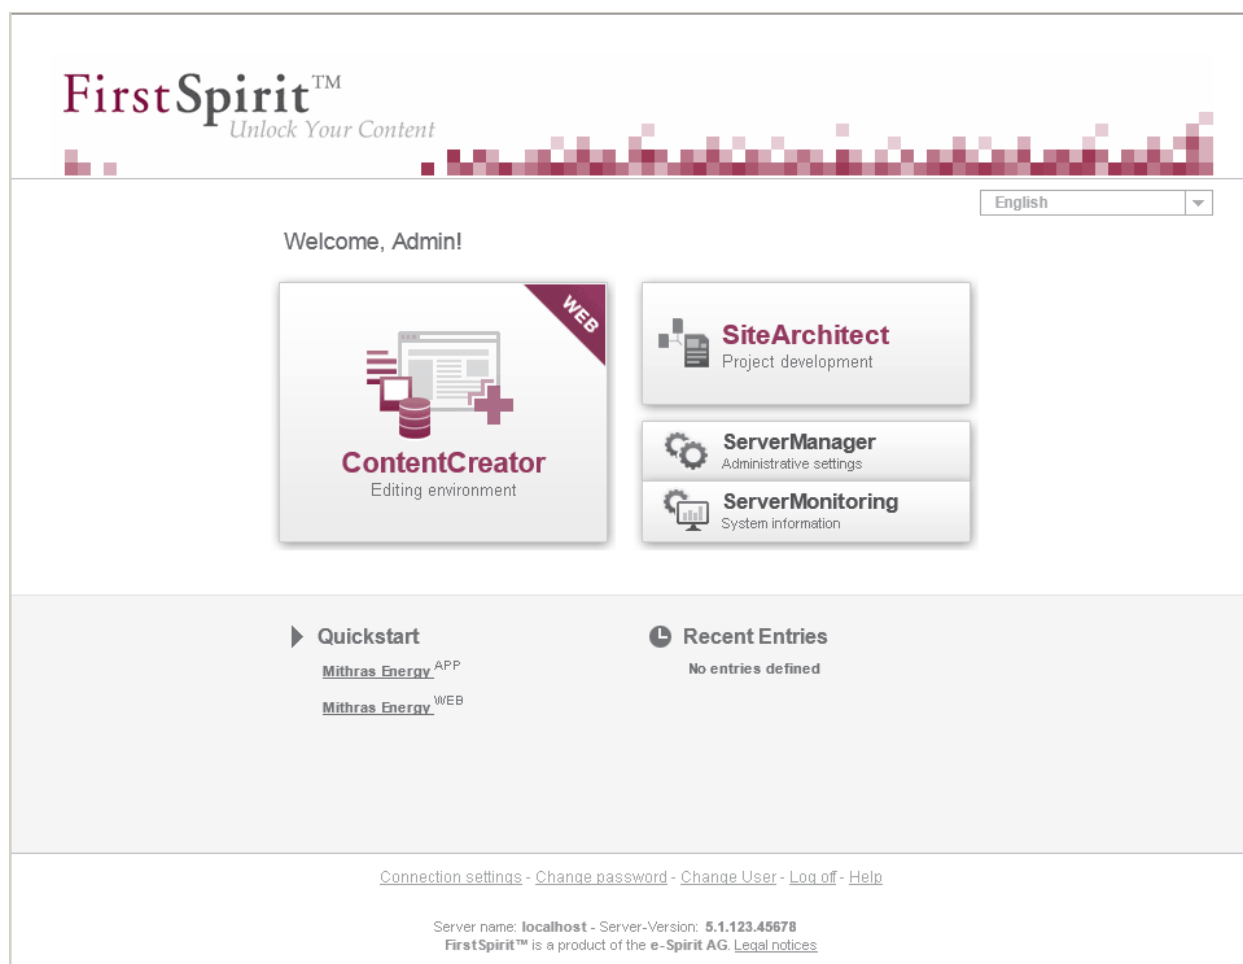 FirstSpirit™
Unlock Your Content
English
Welcome, Admin!
WEB
ContentCreator
Editing environment
SiteArchitect
Project development
ServerManager
Administrative settings
ServerMonitoring
System information
Quickstart
Mithras Energy APP
Mithras Energy WEB
Recent Entries
No entries defined
Connection settings - Change password - Change User - Log off - Help
Server name: localhost - Server-Version: 5.1.123.45678
FirstSpirit™ is a product of the e-Spirit AG. Legal notices